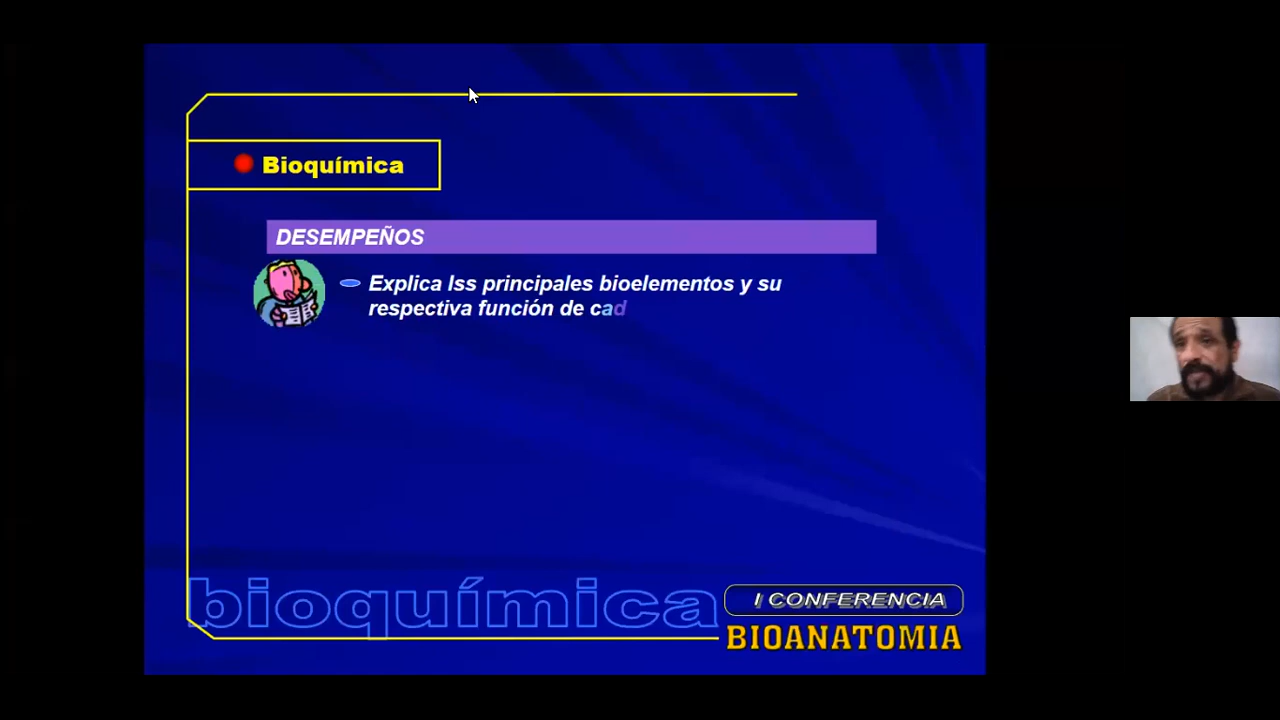 Bioquímica
DESEMPEÑOS
Explica lss principales bioelementos y su
respectiva función de cad
bioquímica
I CONFERENCIA
BIOANATOMIA